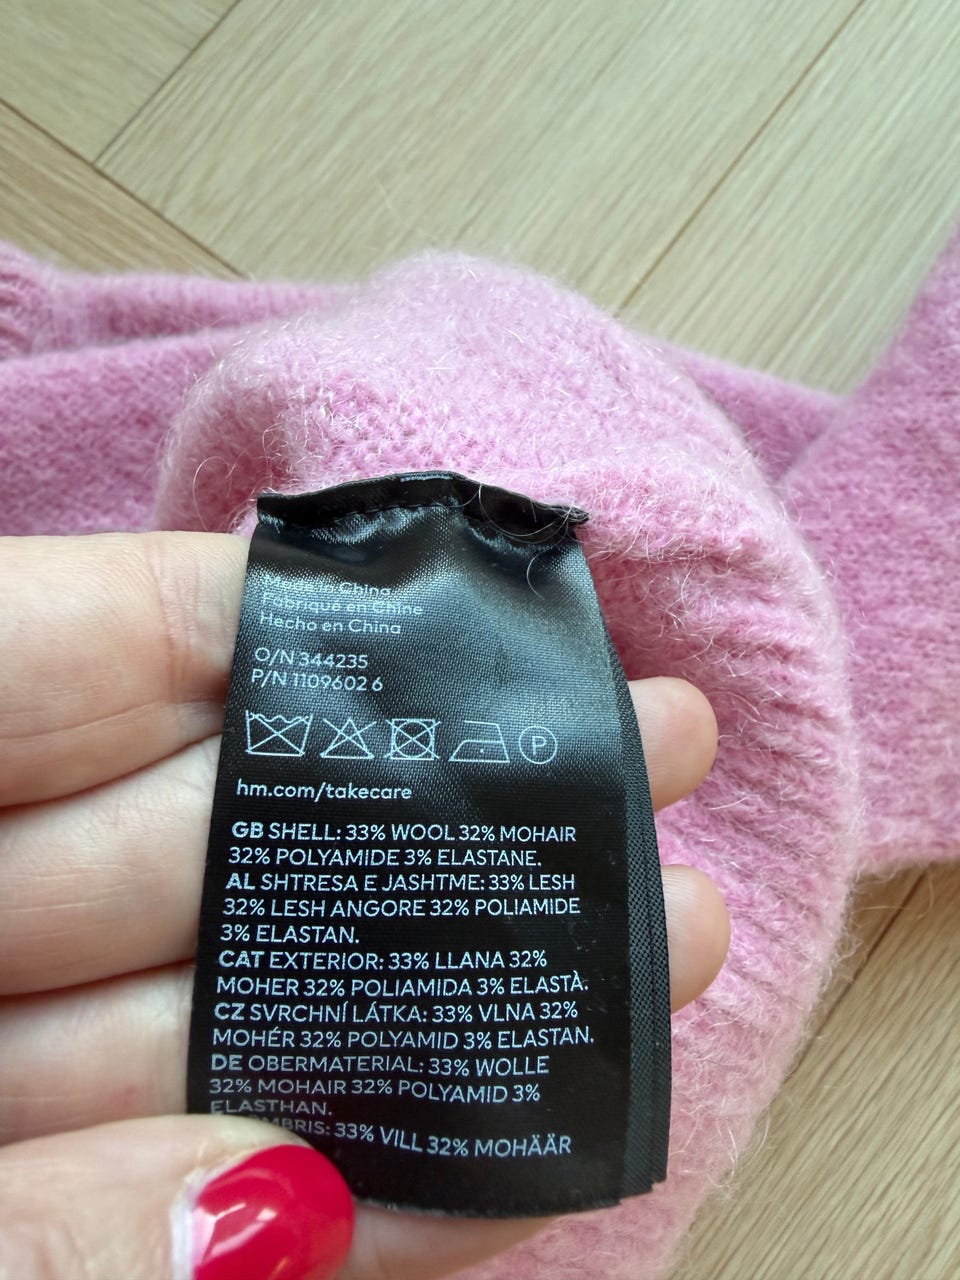 Made in China
Fabriqué en Chine
Hecho en China
O/N 344235
P/N 1109602 6
P
hm.com/takecare
GB SHELL: 33% WOOL 32% MOHAIR
32% POLYAMIDE 3% ELASTANE.
AL SHTRESA E JASHTME: 33% LESH
32% LESH ANGORE 32% POLIAMIDE
3% ELASTAN.
CAT EXTERIOR: 33% LLANA 32%
MOHER 32% POLIAMIDA 3% ELASTÀ.
CZ SVRCHNÍ LÁTKA: 33% VLNA 32%
MOHÉR 32% POLYAMID 3% ELASTAN.
DE OBERMATERIAL: 33% WOLLE
32% MOHAIR 32% POLYAMID 3%
ELASTHAN.
33% VILL 32% MOHÄÄR